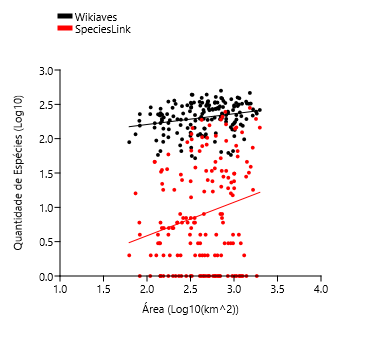 Wikiaves
SpeciesLink
3.0
2.5
2.0
1.5
1.0
0.5
0.0
Quantidade de Espécies (Log10)
1.0 1.5 2.0 2.5 3.0 3.5 4.0
Área (Log10(km^2))